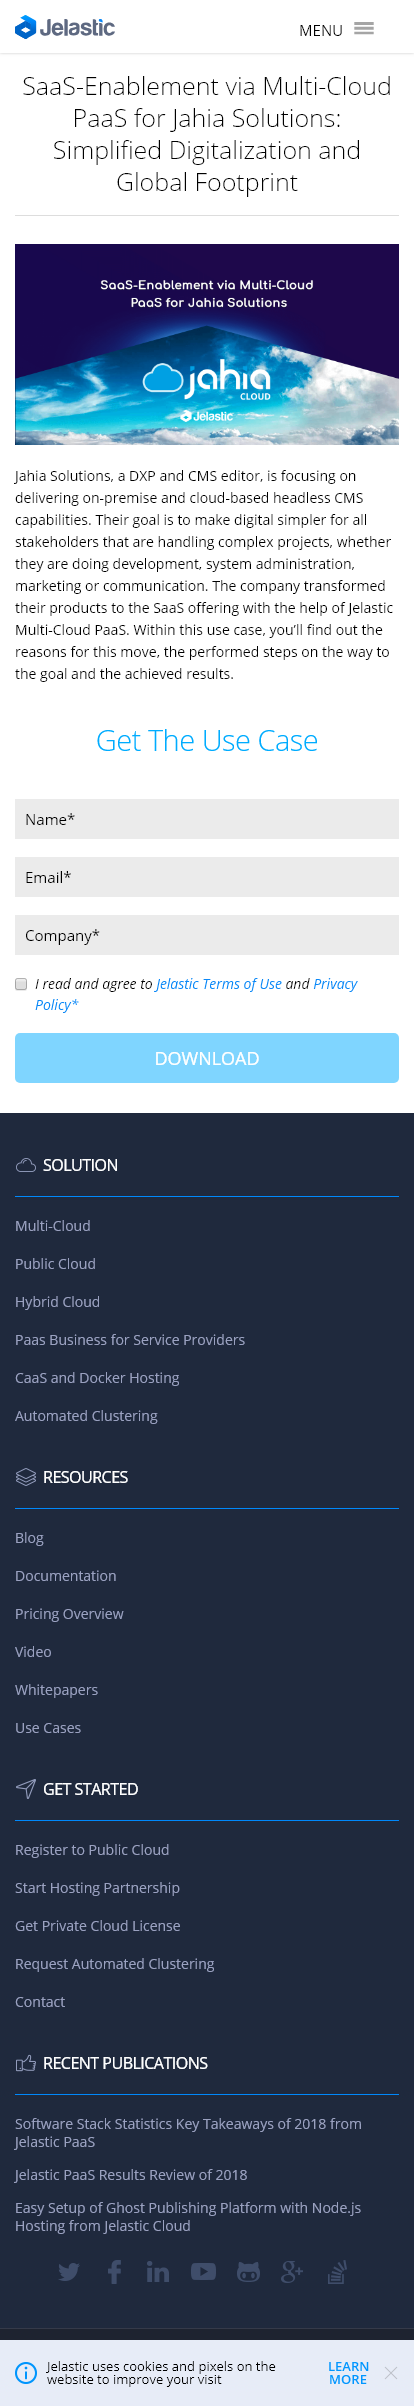 Jelastic
MENU
SaaS-Enablement via Multi-Cloud
PaaS for Jahia Solutions:
Simplified Digitalization and
Global Footprint
SaaS-Enablement via Multi-Cloud
PaaS for Jahia Solutions
jahia
CLOUD
Jelastic
Jahia Solutions, a DXP and CMS editor, is focusing on
delivering on-premise and cloud-based headless CMS
capabilities. Their goal is to make digital simpler for all
stakeholders that are handling complex projects, whether
they are doing development, system administration,
marketing or communication. The company transformed
their products to the SaaS offering with the help of Jelastic
Multi-Cloud PaaS. Within this use case, you’ll find out the
reasons for this move, the performed steps on the way to
the goal and the achieved results.
Get The Use Case
Name*
Email*
Company*
I read and agree to Jelastic Terms of Use and Privacy
Policy*
DOWNLOAD
SOLUTION
Multi-Cloud
Public Cloud
Hybrid Cloud
Paas Business for Service Providers
CaaS and Docker Hosting
Automated Clustering
RESOURCES
Blog
Documentation
Pricing Overview
Video
Whitepapers
Use Cases
GET STARTED
Register to Public Cloud
Start Hosting Partnership
Get Private Cloud License
Request Automated Clustering
Contact
RECENT PUBLICATIONS
Software Stack Statistics Key Takeaways of 2018 from
Jelastic PaaS
Jelastic PaaS Results Review of 2018
Easy Setup of Ghost Publishing Platform with Node.js
Hosting from Jelastic Cloud
Jelastic uses cookies and pixels on the
website to improve your visit
LEARN
MORE